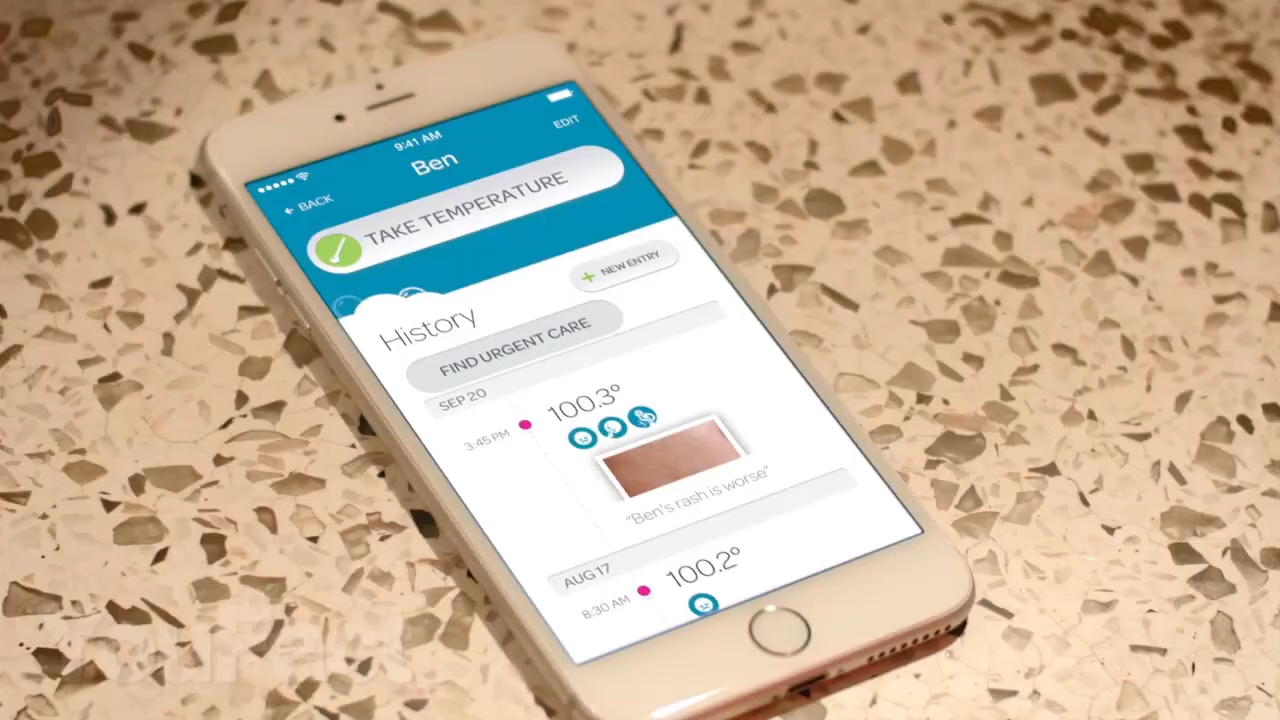 9:41 AM
EDIT
Ben
BACK
TAKE TEMPERATURE
NEW ENTRY
History
FIND URGENT CARE
SEP 20
3:45 PM
100.3°
"Ben's rash is worse"
AUG 17
8:30 AM
100.2°